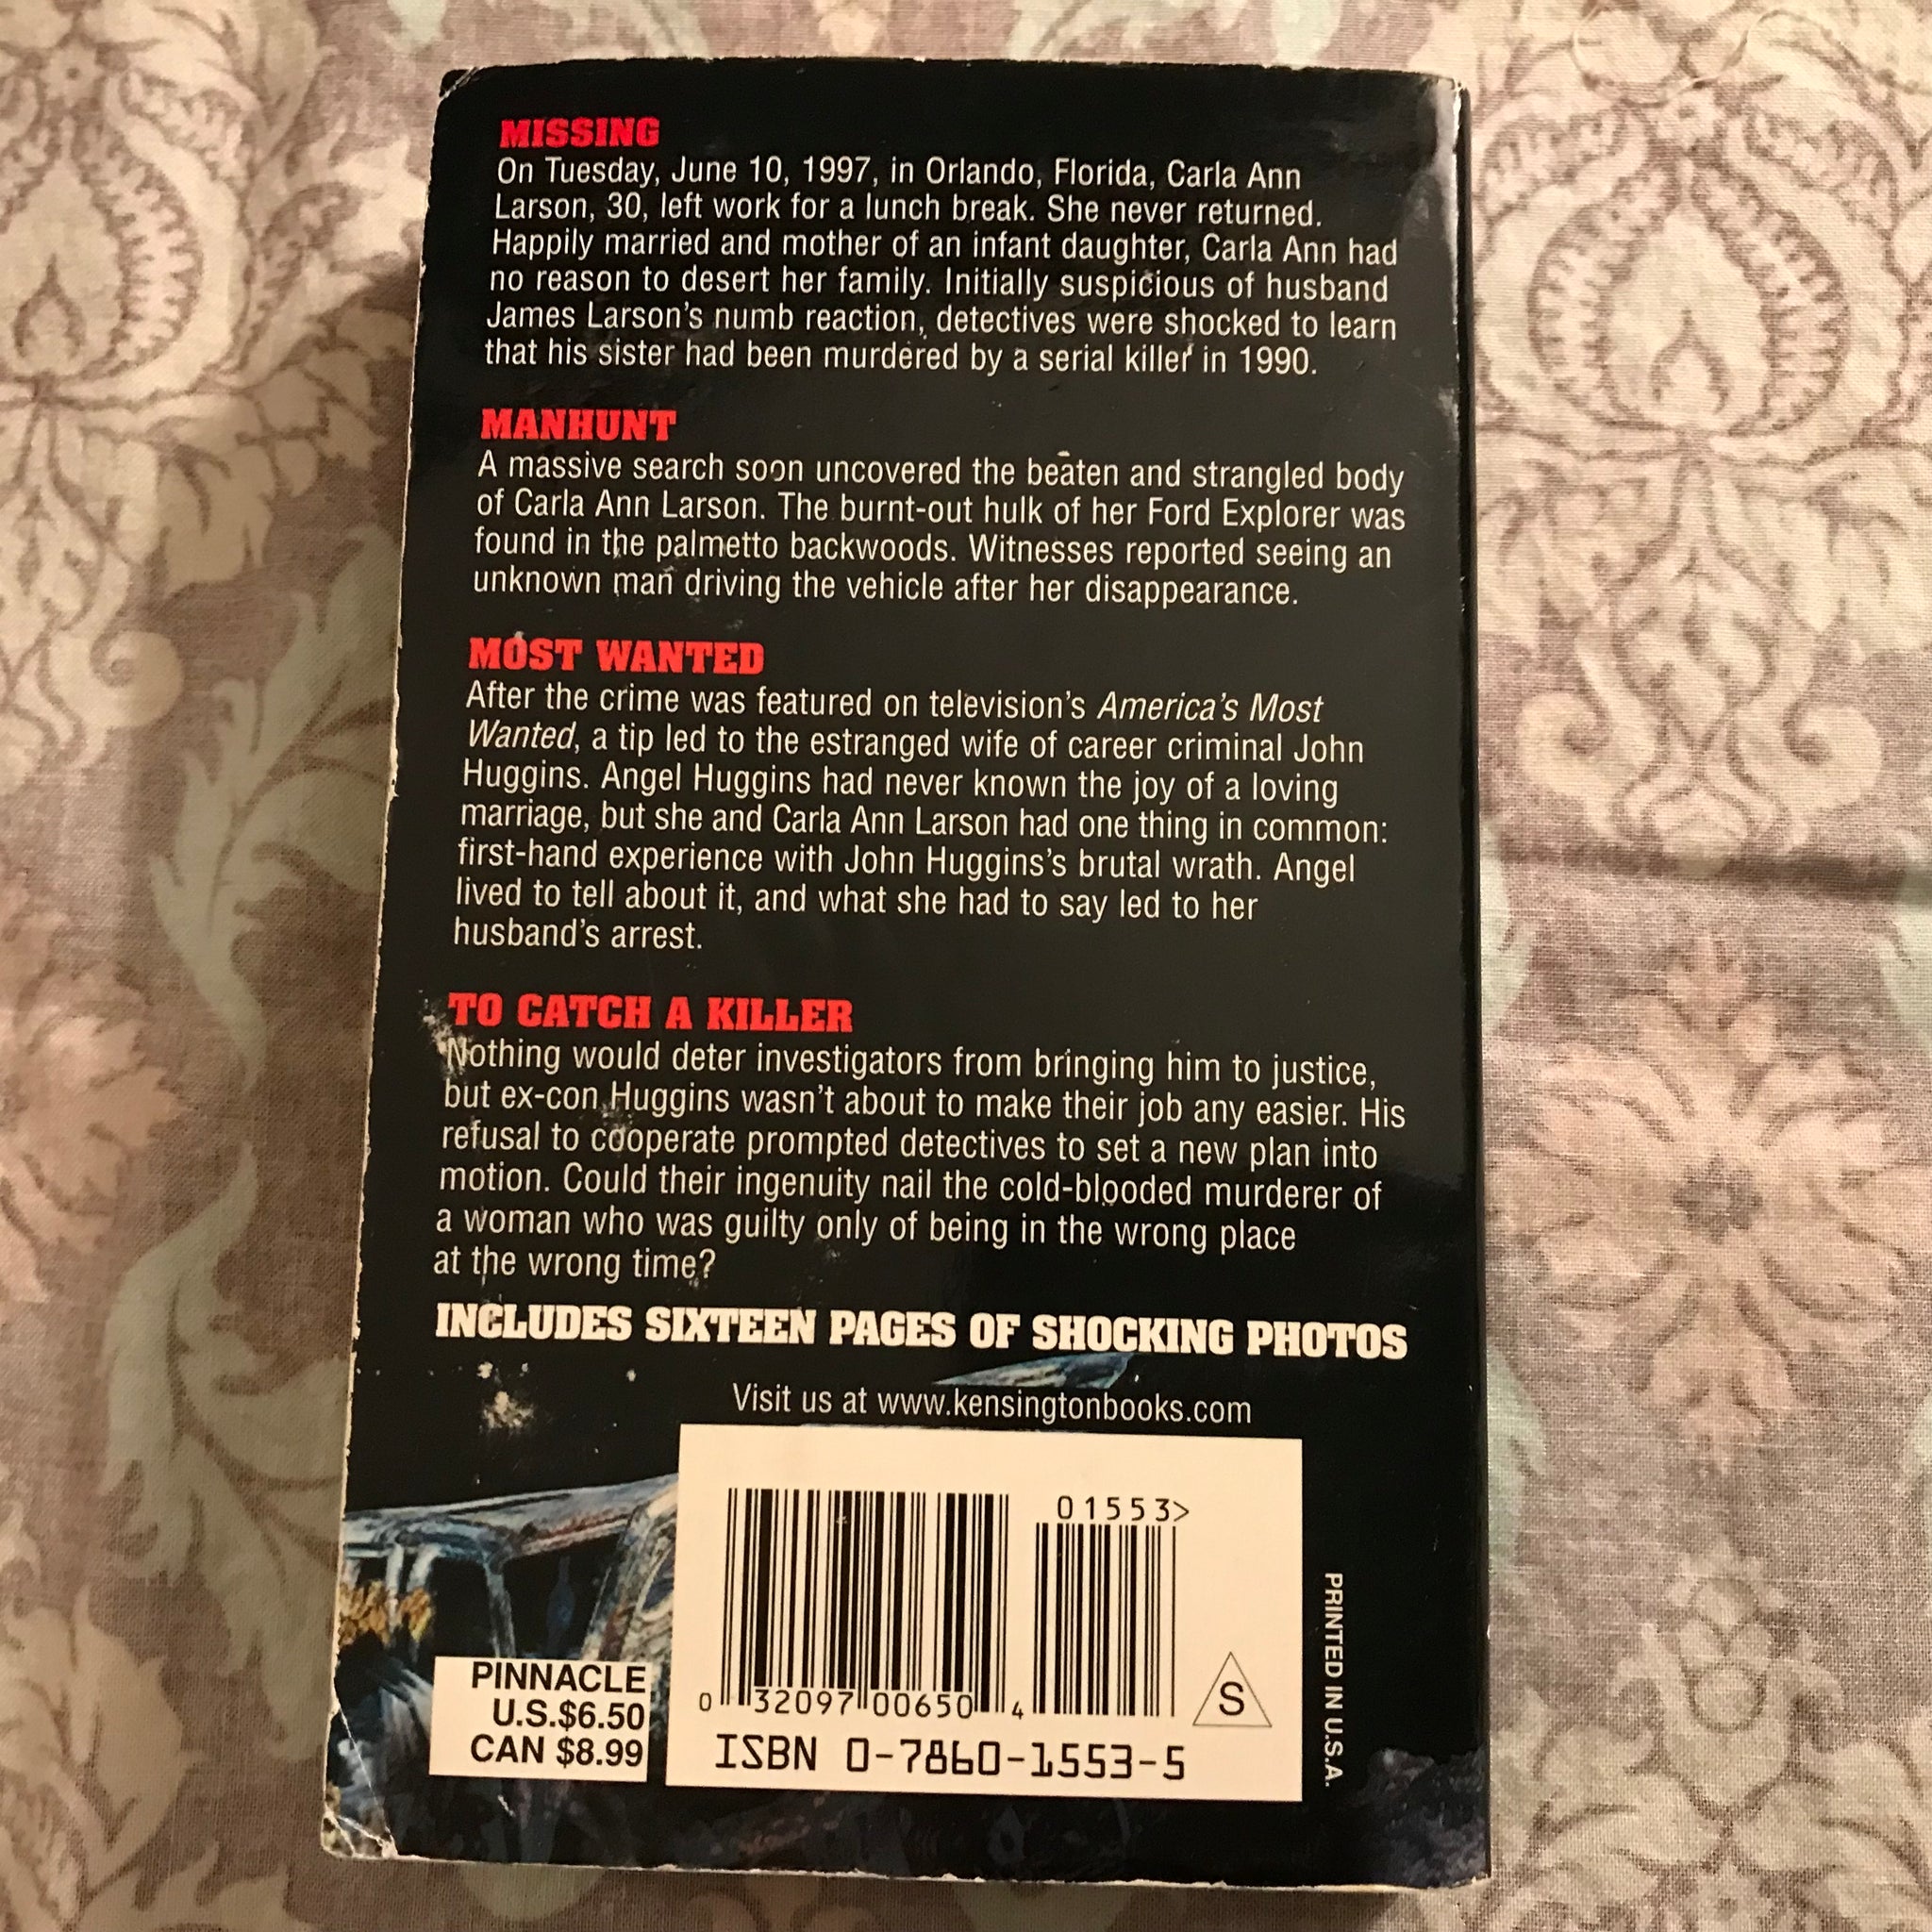 MISSING
On Tuesday, June 10, 1997, in Orlando, Florida, Carla Ann
Larson, 30, left work for a lunch break. She never returned.
Happily married and mother of an infant daughter, Carla Ann had
no reason to desert her family. Initially suspicious of husband
James Larson's numb reaction, detectives were shocked to learn
that his sister had been murdered by a serial killer in 1990.
MANHUNT
A massive search soon uncovered the beaten and strangled body
of Carla Ann Larson. The burnt-out hulk of her Ford Explorer was
found in the palmetto backwoods. Witnesses reported seeing an
unknown man driving the vehicle after her disappearance.
MOST WANTED
After the crime was featured on television's America's Most
Wanted, a tip led to the estranged wife of career criminal John
Huggins. Angel Huggins had never known the joy of a loving
marriage, but she and Carla Ann Larson had one thing in common:
first-hand experience with John Huggins's brutal wrath. Angel
lived to tell about it, and what she had to say led to her
husband's arrest.
TO CATCH A KILLER
Nothing would deter investigators from bringing him to justice,
but ex-con Huggins wasn't about to make their job any easier. His
refusal to cooperate prompted detectives to set a new plan into
motion. Could their ingenuity nail the cold-blooded murderer of
a woman who was guilty only of being in the wrong place
at the wrong time?
INCLUDES SIXTEEN PAGES OF SHOCKING PHOTOS
Visit us at www.kensingtonbooks.com
01553>
0 32097 00650 4
S
ISBN 0-7860-1553-5
PINNACLE
U.S.$6.50
CAN $8.99
PRINTED IN U.S.A.